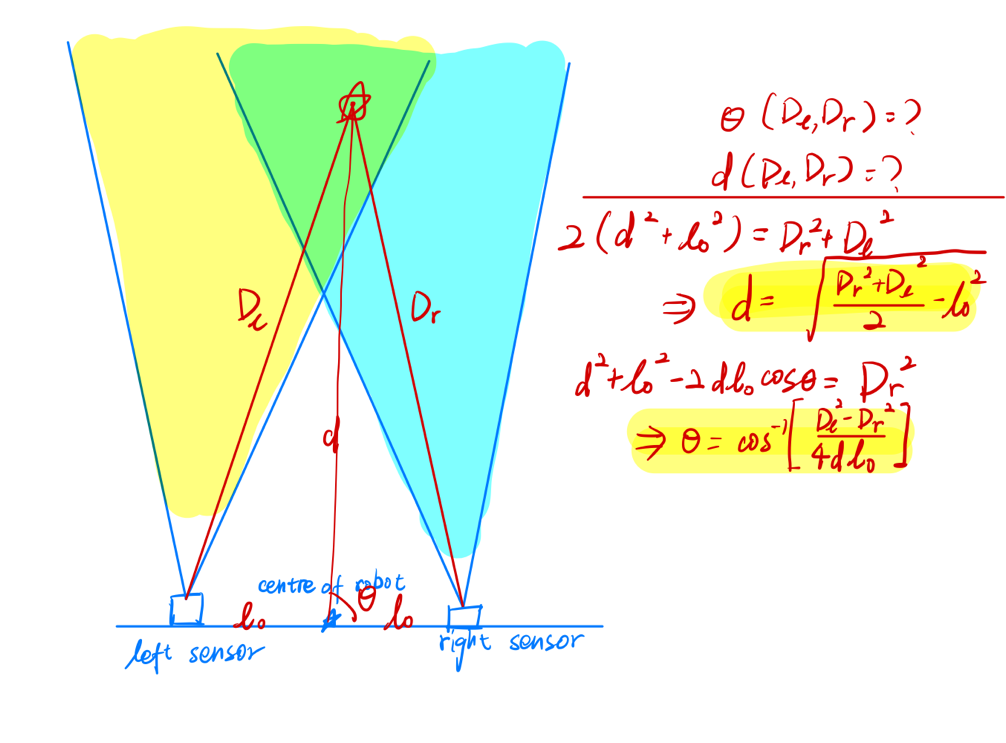 θ (Dₗ, Dᵣ) = ?
d (Dₗ, Dᵣ) = ?
2 (d² + l₀²) = Dᵣ² + Dₗ²
⇒ d = √((Dᵣ² + Dₗ²)/2 - l₀²)
d² + l₀² - 2dl₀ cosθ = Dᵣ²
⇒ θ = cos⁻¹[(Dₗ² - Dᵣ²)/(4dl₀)]
Dₗ
Dᵣ
d
centre of robot
l₀
θ
l₀
left sensor
right sensor